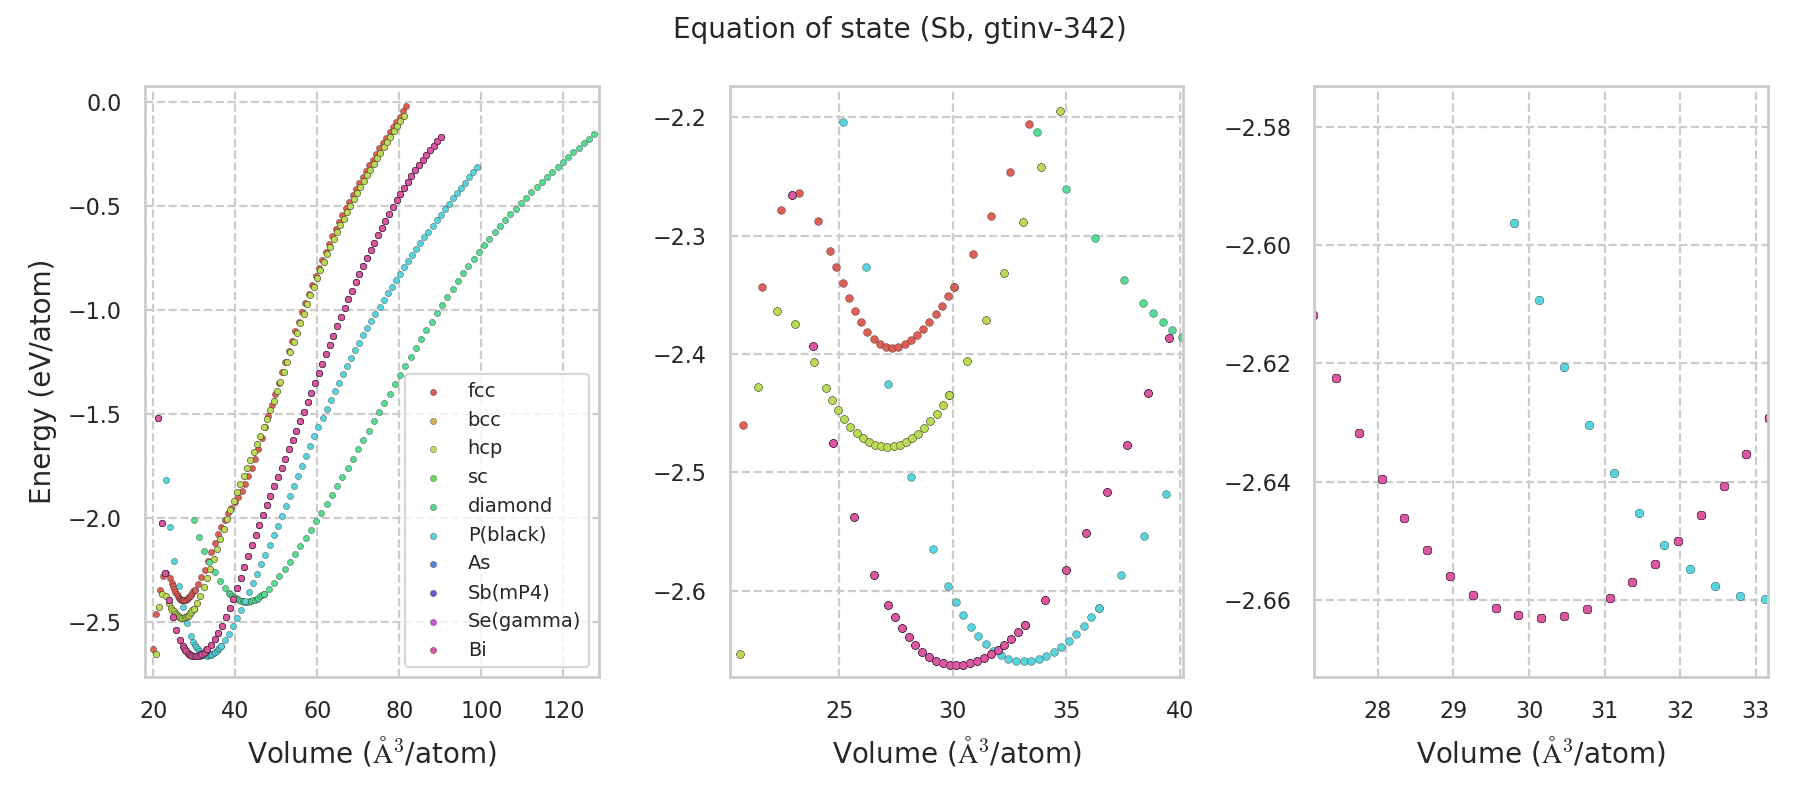 Equation of state (Sb, gtinv-342)
Energy (eV/atom)
0.0
−0.5
−1.0
−1.5
−2.0
−2.5
20 40 60 80 100 120
Volume (Å³/atom)
fcc
bcc
hcp
sc
diamond
P(black)
As
Sb(mP4)
Se(gamma)
Bi
−2.2
−2.3
−2.4
−2.5
−2.6
25 30 35 40
Volume (Å³/atom)
−2.58
−2.60
−2.62
−2.64
−2.66
28 29 30 31 32 33
Volume (Å³/atom)